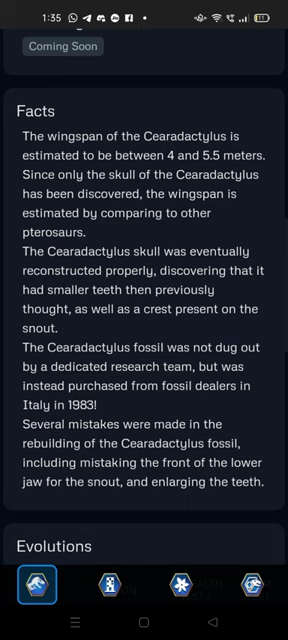 1:35
11
Coming Soon
Facts
The wingspan of the Cearadactylus is
estimated to be between 4 and 5.5 meters.
Since only the skull of the Cearadactylus
has been discovered, the wingspan is
estimated by comparing to other
pterosaurs.
The Cearadactylus skull was eventually
reconstructed properly, discovering that it
had smaller teeth then previously
thought, as well as a crest present on the
snout.
The Cearadactylus fossil was not dug out
by a dedicated research team, but was
instead purchased from fossil dealers in
Italy in 1983!
Several mistakes were made in the
rebuilding of the Cearadactylus fossil,
including mistaking the front of the lower
jaw for the snout, and enlarging the teeth.
Evolutions